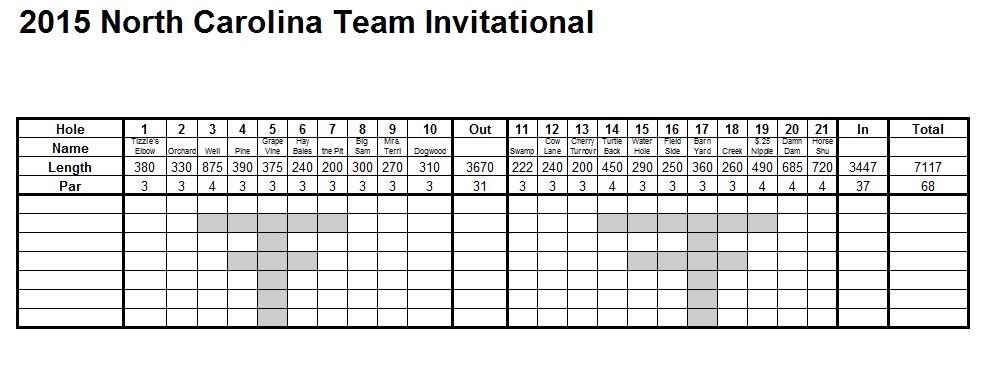 2015 North Carolina Team Invitational
Hole 1 2 3 4 5 6 7 8 9 10 Out 11 12 13 14 15 16 17 18 19 20 21 In Total
Name Tizzle's Elbow Orchard Well Pine Grape Vine Hay Bales the Pit Big Sam Mrs. Terri Dogwood Swamp Cow Lane Cherry Turnovr Turtle Back Water Hole Field Side Barn Yard Creek 5.25 Nipple Damn Dam Horse Shu
Length 380 330 875 390 375 240 200 300 270 310 3670 222 240 200 450 290 250 360 260 490 685 720 3447 7117
Par 3 3 4 3 3 3 3 3 3 3 31 3 3 3 4 3 3 3 3 4 4 4 37 68